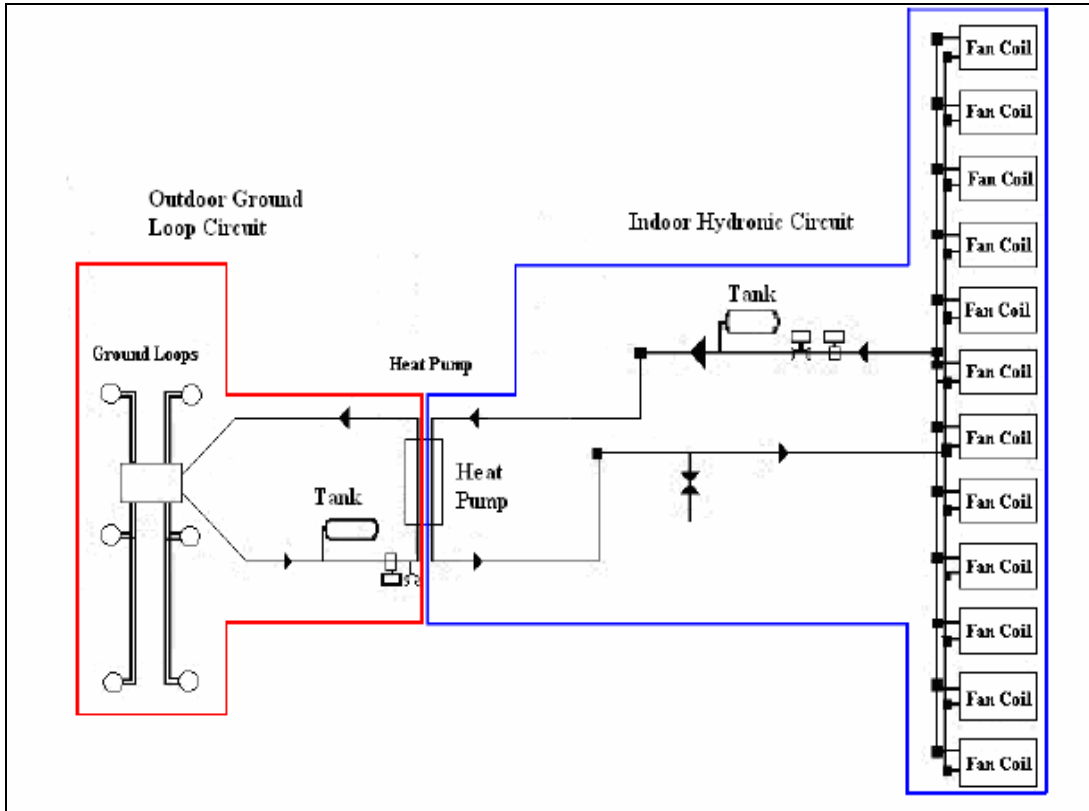 Outdoor Ground
Loop Circuit
Indoor Hydronic Circuit
Ground Loops
Heat Pump
Tank
Heat
Pump
Tank
Fan Coil
Fan Coil
Fan Coil
Fan Coil
Fan Coil
Fan Coil
Fan Coil
Fan Coil
Fan Coil
Fan Coil
Fan Coil
Fan Coil